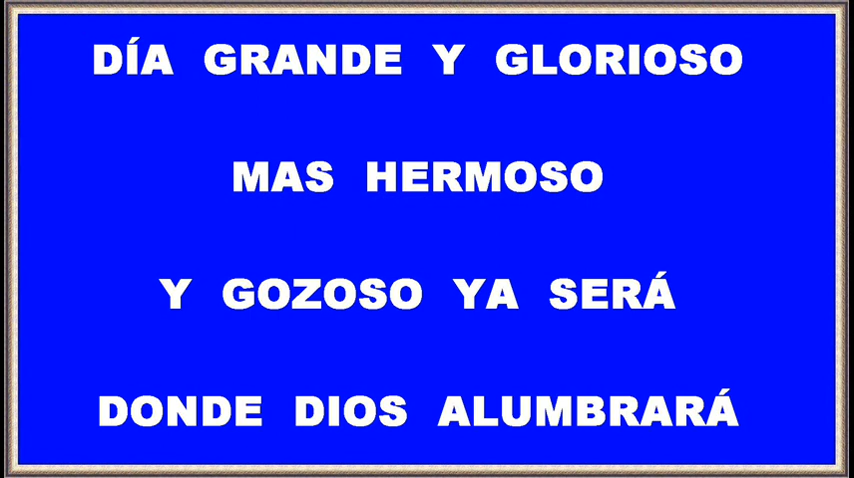 DÍA GRANDE Y GLORIOSO
MAS HERMOSO
Y GOZOSO YA SERÁ
DONDE DIOS ALUMBRARÁ